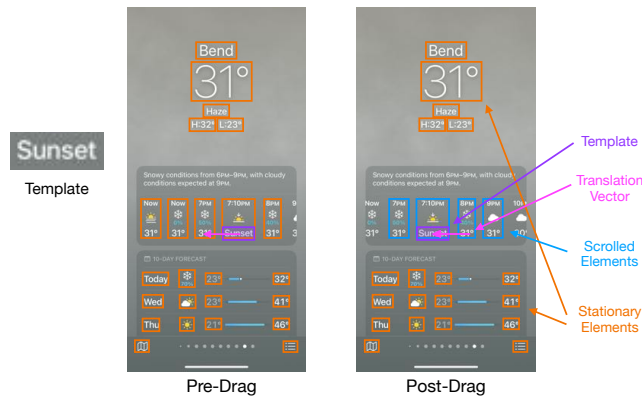 Sunset
Template
Bend
31°
Haze
H:32° L:23°
Snowy conditions from 6PM–9PM, with cloudy
conditions expected at 9PM.
Now Now 7PM 7:10PM 8PM
31° 31° 31° Sunset 31°
10-DAY FORECAST
Today 23° 32°
Wed 23° 41°
Thu 21° 46°
Pre-Drag
Bend
31°
Haze
H:32° L:23°
Snowy conditions from 6PM–9PM, with cloudy
conditions expected at 9PM.
Now 7PM 7:10PM 8PM 9PM
31° 31° Sunset 31° 31°
10-DAY FORECAST
Today 23° 32°
Wed 23° 41°
Thu 21° 46°
Post-Drag
Template
Translation
Vector
Scrolled
Elements
Stationary
Elements